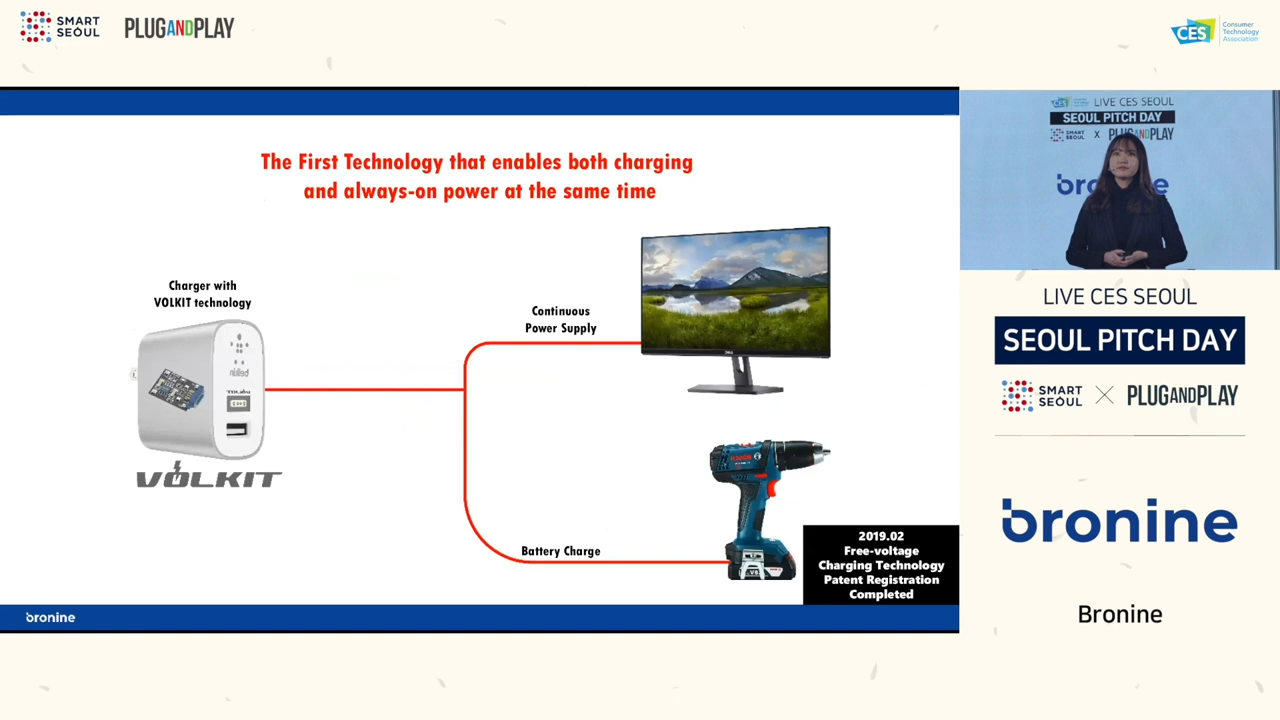 SMART
SEOUL
PLUGANDPLAY
CES
Consumer
Technology
Association
The First Technology that enables both charging
and always-on power at the same time
Charger with
VOLKIT technology
VOLKIT
Continuous
Power Supply
DELL
BOSCH
Battery Charge
2019.02
Free-voltage
Charging Technology
Patent Registration
Completed
bronine
LIVE CES SEOUL
SEOUL PITCH DAY
SMART
SEOUL
X
PLUGANDPLAY
LIVE CES SEOUL
SEOUL PITCH DAY
SMART
SEOUL
PLUGANDPLAY
bronine
Bronine